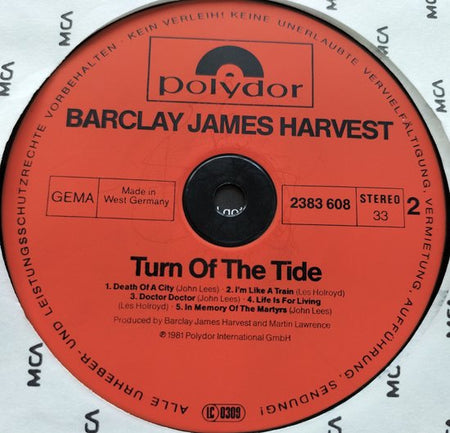 ALLE URHEBER- UND LEISTUNGSSCHUTZRECHTE VORBEHALTEN · KEIN VERLEIH! KEINE UNERLAUBTE VERVIELFÄLTIGUNG, VERMIETUNG, AUFFÜHRUNG, SENDUNG!
polydor
BARCLAY JAMES HARVEST
GEMA
Made in
West Germany
2383 608
STEREO
33
2
Turn Of The Tide
1. Death Of A City (John Lees) · 2. I'm Like A Train (Les Holroyd)
3. Doctor Doctor (John Lees) · 4. Life Is For Living
(Les Holroyd) · 5. In Memory Of The Martyrs (John Lees)
Produced by Barclay James Harvest and Martin Lawrence
℗ 1981 Polydor International GmbH
LC 0309
MCA
MCA
MCA
MCA
MCA
MCA
MCA